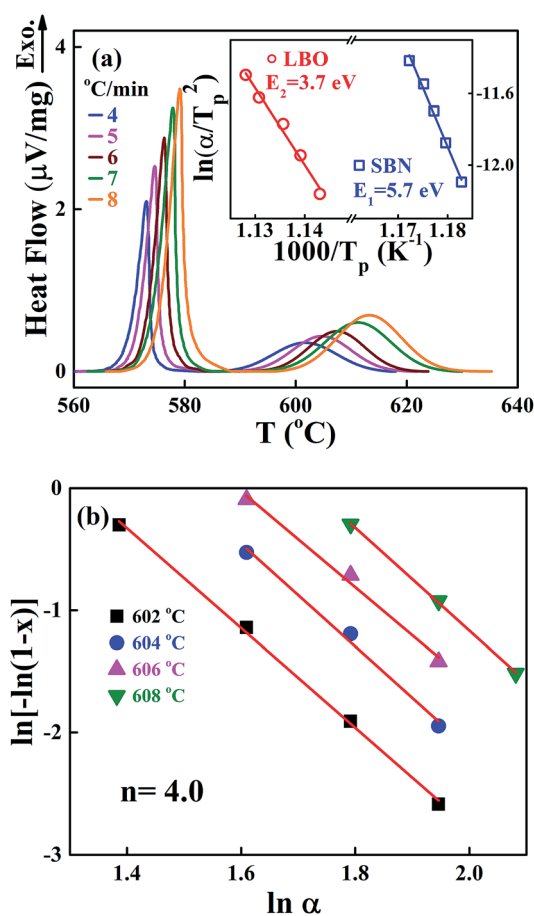 (a)
°C/min
4
5
6
7
8
Exo.
Heat Flow (μV/mg)
4
2
0
560 580 600 620 640
T (°C)
LBO
E₂=3.7 eV
SBN
E₁=5.7 eV
ln(α/Tₚ²)
-11.6
-12.0
1.13 1.14 1.17 1.18
1000/Tₚ (K⁻¹)
(b)
ln[-ln(1-x)]
0
-1
-2
-3
602 °C
604 °C
606 °C
608 °C
n= 4.0
1.4 1.6 1.8 2.0
ln α